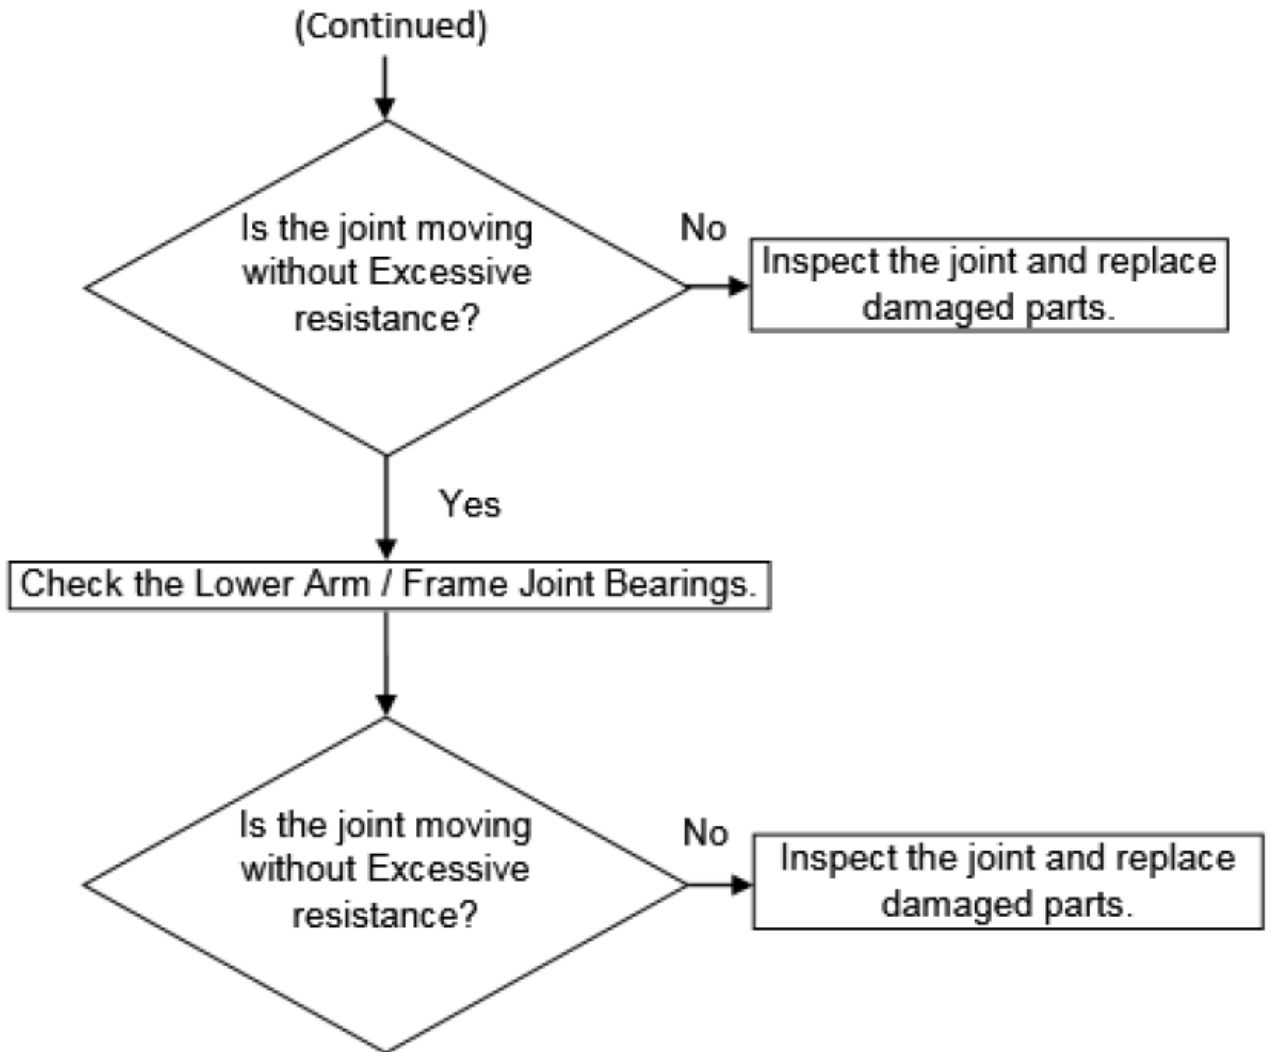 (Continued)
Is the joint moving
without Excessive
resistance?
No
Inspect the joint and replace
damaged parts.
Yes
Check the Lower Arm / Frame Joint Bearings.
Is the joint moving
without Excessive
resistance?
No
Inspect the joint and replace
damaged parts.